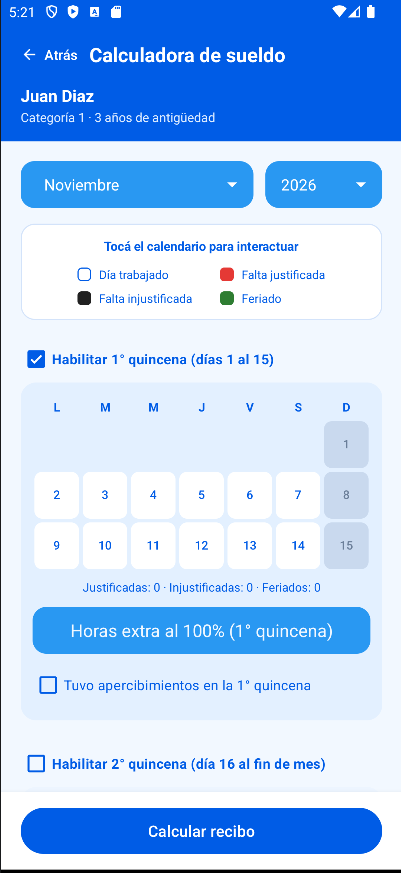 5:21
Atrás Calculadora de sueldo
Juan Diaz
Categoría 1 · 3 años de antigüedad
Noviembre 2026
Tocá el calendario para interactuar
Día trabajado Falta justificada
Falta injustificada Feriado
Habilitar 1° quincena (días 1 al 15)
L M M J V S D
1
2 3 4 5 6 7 8
9 10 11 12 13 14 15
Justificadas: 0 · Injustificadas: 0 · Feriados: 0
Horas extra al 100% (1° quincena)
Tuvo apercibimientos en la 1° quincena
Habilitar 2° quincena (día 16 al fin de mes)
Calcular recibo